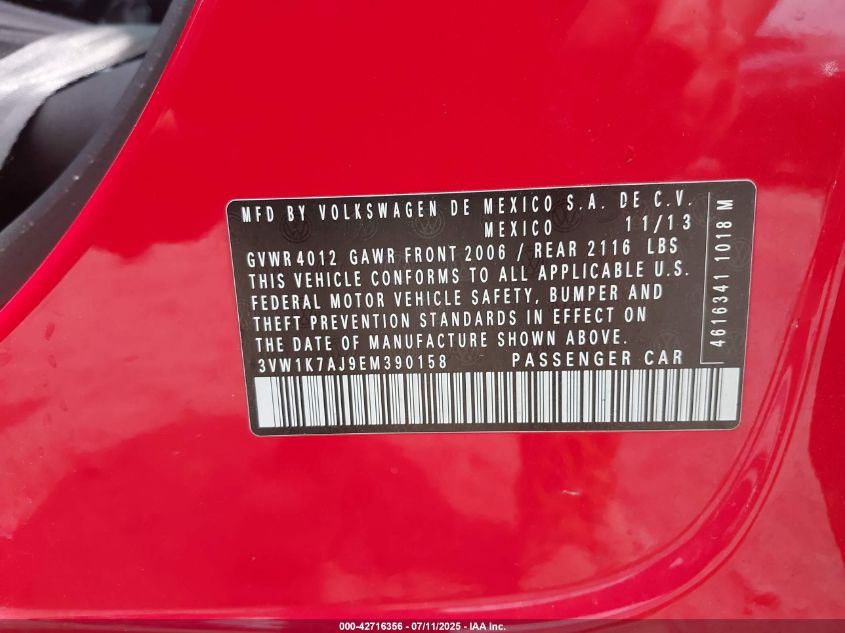 MFD BY VOLKSWAGEN DE MEXICO S.A. DE C.V.
MEXICO 11/13
GVWR 4012 GAWR FRONT 2006 / REAR 2116 LBS
THIS VEHICLE CONFORMS TO ALL APPLICABLE U.S.
FEDERAL MOTOR VEHICLE SAFETY, BUMPER AND
THEFT PREVENTION STANDARDS IN EFFECT ON
THE DATE OF MANUFACTURE SHOWN ABOVE.
3VW1K7AJ9EM390158 PASSENGER CAR
4616341 1018 M
000-42716356 - 07/11/2025 - IAA Inc.